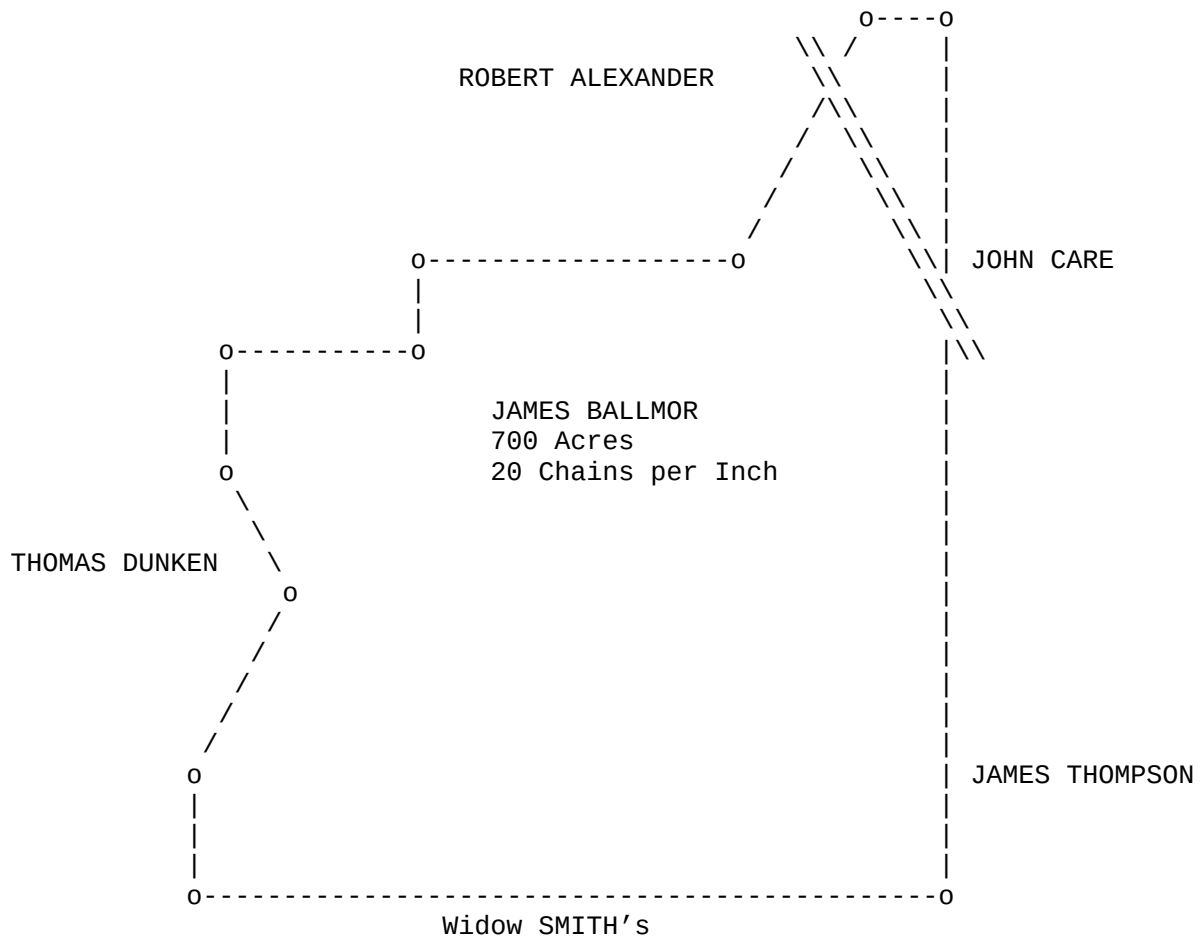 ROBERT ALEXANDER
JOHN CARE
JAMES BALLMOR
700 Acres
20 Chains per Inch
THOMAS DUNKEN
JAMES THOMPSON
Widow SMITH's